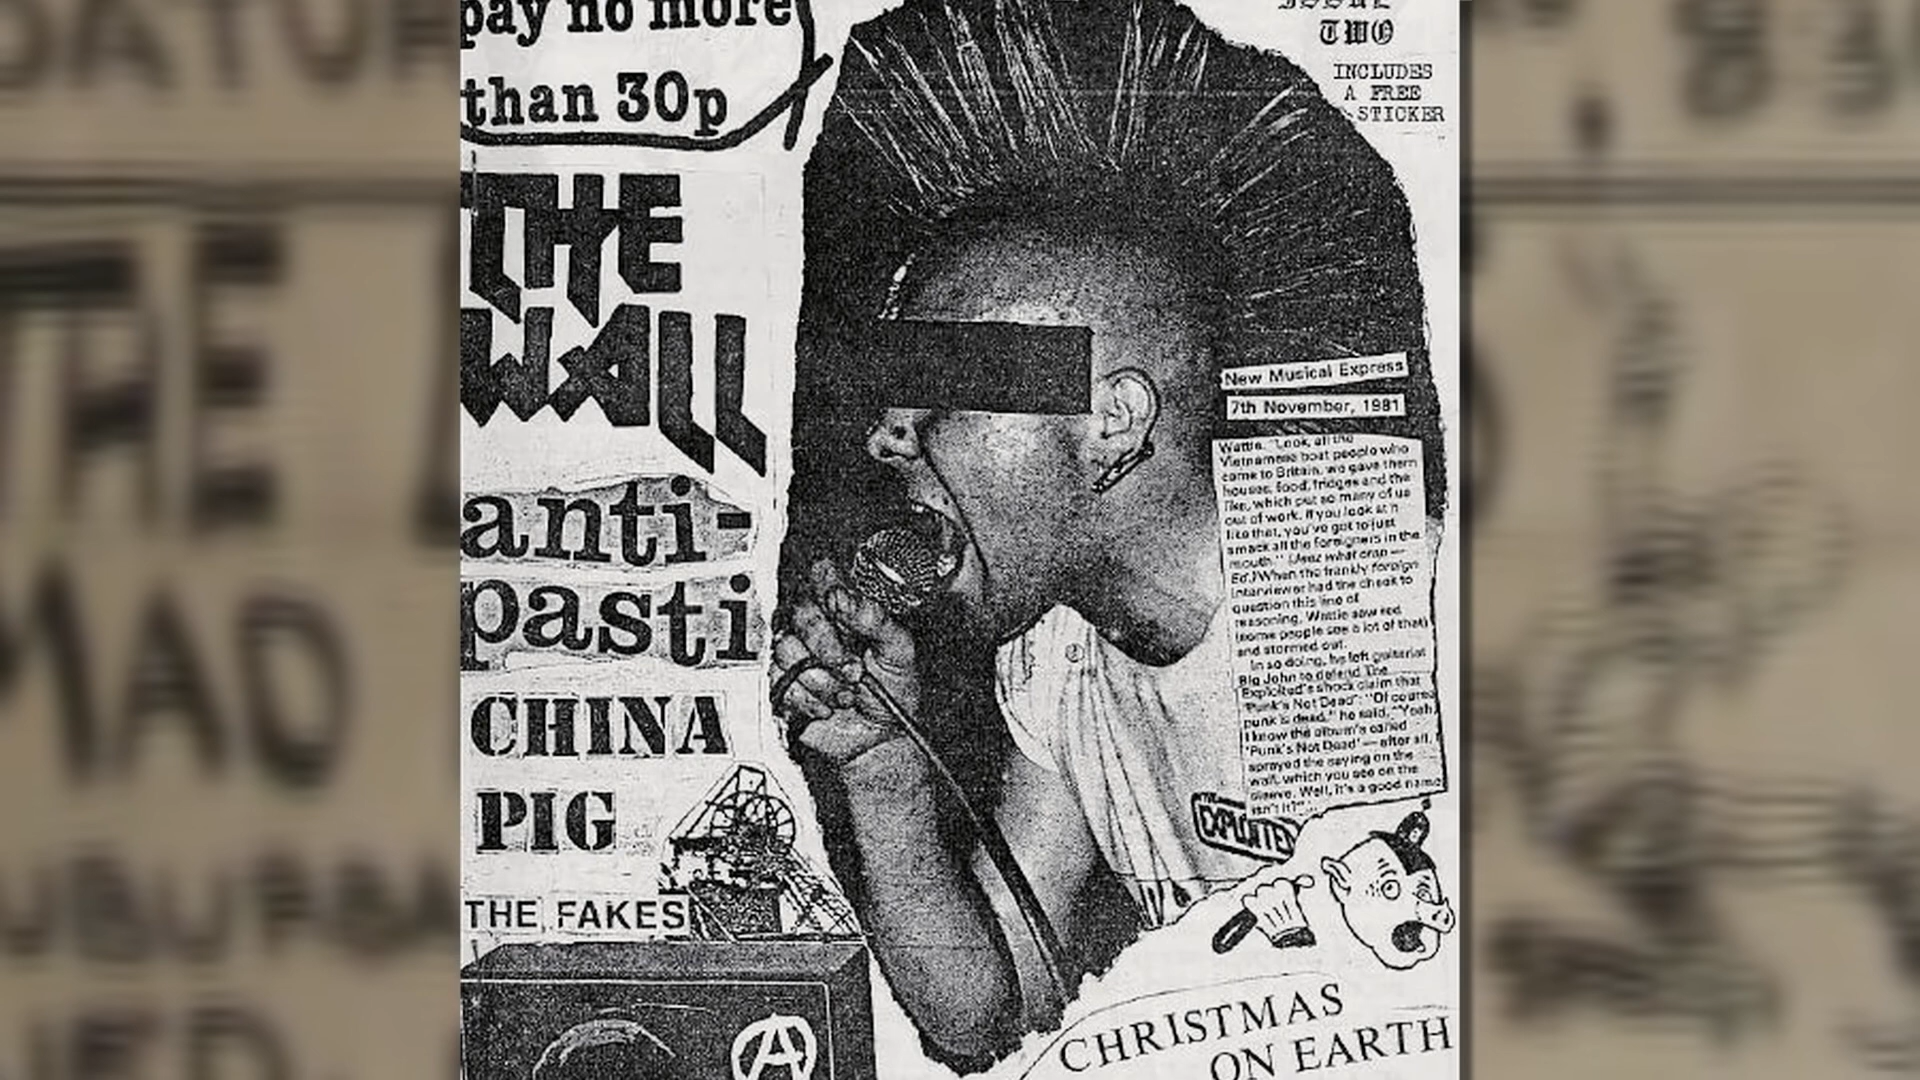 pay no more
than 30p
ISSUE
TWO
INCLUDES
A FREE
STICKER
THE
WALL
anti-
pasti
CHINA
PIG
THE FAKES
New Musical Express
7th November, 1981
Wattie. "Look, all the
Vietnamese boat people who
come to Britain, we gave them
houses, food, fridges and the
like, which put so many of us
out of work. If you look at it
like that, you've got to just
smack all the foreigners in the
mouth." (Jeez what crap —
Ed.) When the frankly foreign
interviewer had the cheek to
question this line of
reasoning, Wattie saw red
(some people see a lot of that)
and stormed out.
In so doing, he left guitarist
Big John to defend The
Exploited's shock claim that
'Punk's Not Dead': "Of course
punk is dead," he said. "Yeah,
I know the album's called
'Punk's Not Dead' — after all, I
sprayed the saying on the
wall, which you see on the
sleeve. Well, it's a good name
isn't it?"
EXPLOITED
CHRISTMAS
ON EARTH